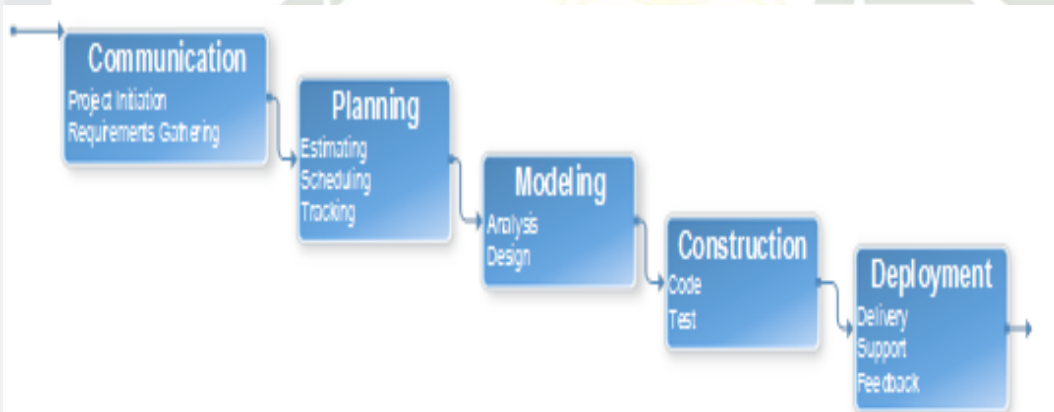 Communication
Project Initiation
Requirements Gathering
Planning
Estimating
Scheduling
Tracking
Modeling
Analysis
Design
Construction
Code
Test
Deployment
Delivery
Support
Feedback